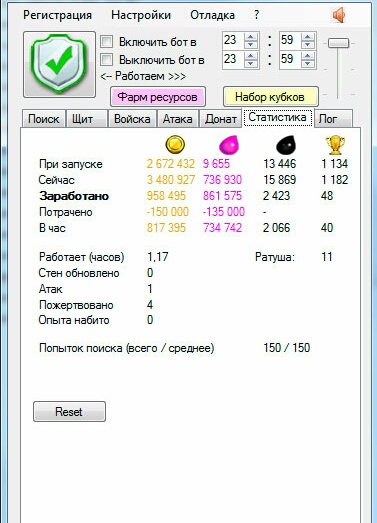 Регистрация Настройки Отладка ?
Включить бот в 23 : 59
Выключить бот в 23 : 59
<-- Работаем >>>
Фарм ресурсов Набор кубков
Поиск Щит Войска Атака Донат Статистика Лог
При запуске 2 672 432 9 655 13 446 1 134
Сейчас 3 480 927 736 930 15 869 1 182
Заработано 958 495 861 575 2 423 48
Потрачено -150 000 -135 000 -
В час 817 395 734 742 2 066 40
Работает (часов) 1,17 Ратуша: 11
Стен обновлено 0
Атак 1
Пожертвовано 4
Опыта набито 0
Попыток поиска (всего / среднее) 150 / 150
Reset